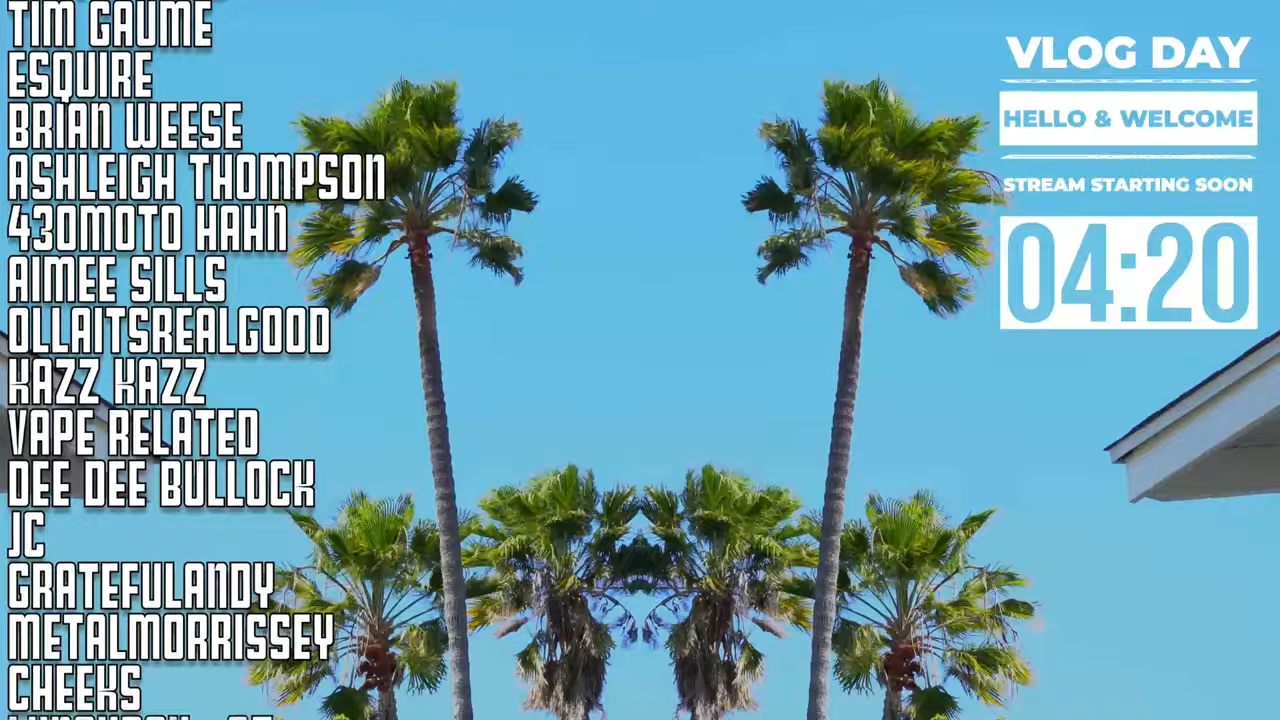 TIM GAUME
ESQUIRE
BRIAN WEESE
ASHLEIGH THOMPSON
430MOTO HAHN
AIMEE SILLS
OLLAITSREALGOOD
KAZZ KAZZ
VAPE RELATED
DEE DEE BULLOCK
JC
GRATEFULANDY
METALMORRISSEY
CHEEKS
VLOG DAY
HELLO & WELCOME
STREAM STARTING SOON
04:20